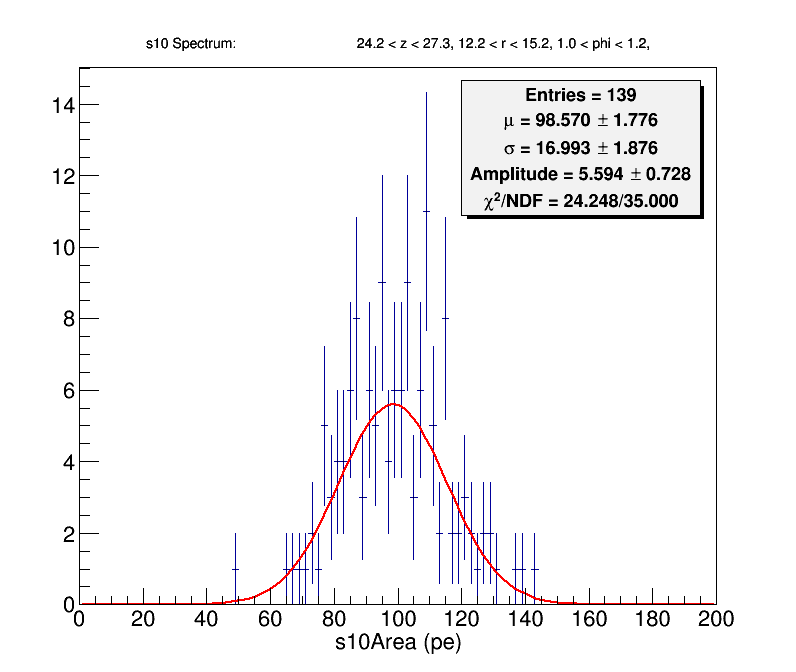 s10 Spectrum: 24.2 < z < 27.3, 12.2 < r < 15.2, 1.0 < phi < 1.2,
Entries = 139
μ = 98.570 ± 1.776
σ = 16.993 ± 1.876
Amplitude = 5.594 ± 0.728
χ²/NDF = 24.248/35.000
14
12
10
8
6
4
2
0
0 20 40 60 80 100 120 140 160 180 200
s10Area (pe)